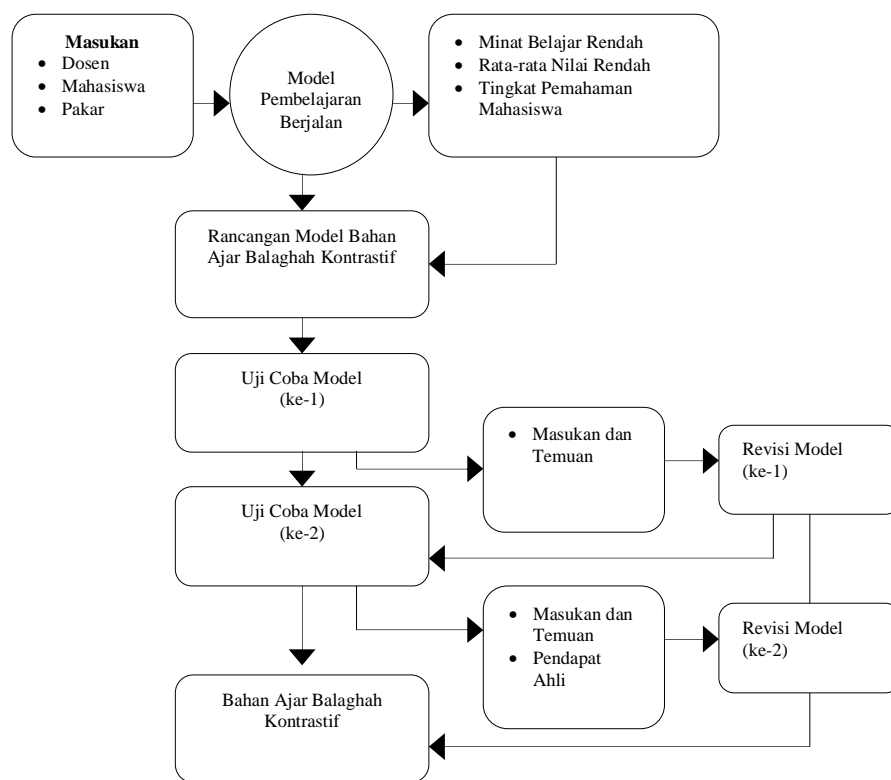 Masukan
• Dosen
• Mahasiswa
• Pakar
Model
Pembelajaran
Berjalan
• Minat Belajar Rendah
• Rata-rata Nilai Rendah
• Tingkat Pemahaman
Mahasiswa
Rancangan Model Bahan
Ajar Balaghah Kontrastif
Uji Coba Model
(ke-1)
• Masukan dan
Temuan
Revisi Model
(ke-1)
Uji Coba Model
(ke-2)
• Masukan dan
Temuan
• Pendapat
Ahli
Revisi Model
(ke-2)
Bahan Ajar Balaghah
Kontrastif